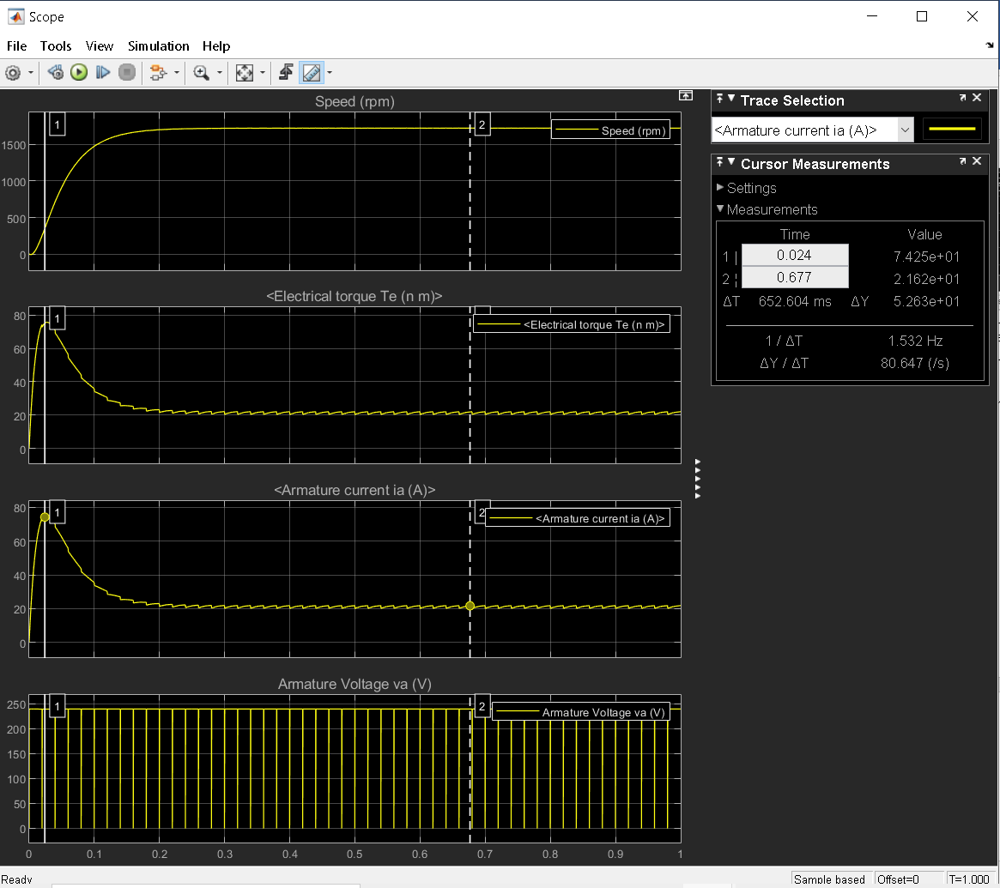 Scope
File Tools View Simulation Help
Speed (rpm)
1
2
Speed (rpm)
1500
1000
500
0
<Electrical torque Te (n m)>
1
<Electrical torque Te (n m)>
80
60
40
20
0
<Armature current ia (A)>
1
2
<Armature current ia (A)>
80
60
40
20
0
Armature Voltage va (V)
1
2
Armature Voltage va (V)
250
200
150
100
50
0
0 0.1 0.2 0.3 0.4 0.5 0.6 0.7 0.8 0.9 1
Trace Selection
<Armature current ia (A)>
Cursor Measurements
Settings
Measurements
Time Value
1 | 0.024 7.425e+01
2 ¦ 0.677 2.162e+01
ΔT 652.604 ms ΔY 5.263e+01
1 / ΔT 1.532 Hz
ΔY / ΔT 80.647 (/s)
Ready
Sample based Offset=0 T=1.000